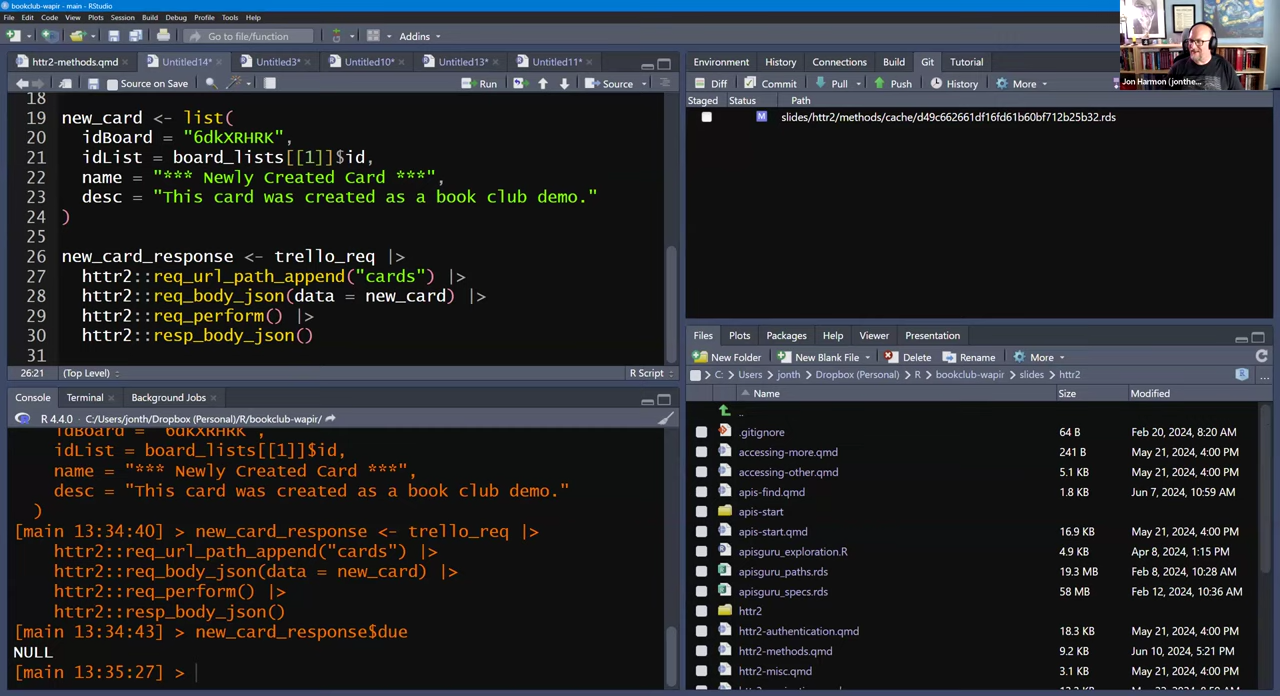 bookclub-wapir - main - RStudio
File Edit Code View Plots Session Build Debug Profile Tools Help
Go to file/function Addins
httr2-methods.qmd Untitled14* Untitled3* Untitled10* Untitled13* Untitled11*
Source on Save Run Source
18
19 new_card <- list(
20 idBoard = "6dkXRHRK",
21 idList = board_lists[[1]]$id,
22 name = "*** Newly Created Card ***",
23 desc = "This card was created as a book club demo."
24 )
25
26 new_card_response <- trello_req |>
27 httr2::req_url_path_append("cards") |>
28 httr2::req_body_json(data = new_card) |>
29 httr2::req_perform() |>
30 httr2::resp_body_json()
31
26:21 (Top Level) R Script
Console Terminal Background Jobs
R 4.4.0 · C:/Users/jonth/Dropbox (Personal)/R/bookclub-wapir/
idBoard = "6dkXRHRK",
idList = board_lists[[1]]$id,
name = "*** Newly Created Card ***",
desc = "This card was created as a book club demo."
)
[main 13:34:40] > new_card_response <- trello_req |>
httr2::req_url_path_append("cards") |>
httr2::req_body_json(data = new_card) |>
httr2::req_perform() |>
httr2::resp_body_json()
[main 13:34:43] > new_card_response$due
NULL
[main 13:35:27] >
Jon Harmon (jonthe...
Environment History Connections Build Git Tutorial
Diff Commit Pull Push History More
Staged Status Path
M slides/httr2/methods/cache/d49c662661df16fd61b60bf712b25b32.rds
Files Plots Packages Help Viewer Presentation
New Folder New Blank File Delete Rename More
C: Users jonth Dropbox (Personal) R bookclub-wapir slides httr2 ...
Name Size Modified
..
.gitignore 64 B Feb 20, 2024, 8:20 AM
accessing-more.qmd 241 B May 21, 2024, 4:00 PM
accessing-other.qmd 5.1 KB May 21, 2024, 4:00 PM
apis-find.qmd 1.8 KB Jun 7, 2024, 10:59 AM
apis-start
apis-start.qmd 16.9 KB May 21, 2024, 4:00 PM
apisguru_exploration.R 4.9 KB Apr 8, 2024, 1:15 PM
apisguru_paths.rds 19.3 MB Feb 8, 2024, 10:28 AM
apisguru_specs.rds 58 MB Feb 12, 2024, 10:36 AM
httr2
httr2-authentication.qmd 18.3 KB May 21, 2024, 4:00 PM
httr2-methods.qmd 9.2 KB Jun 10, 2024, 5:21 PM
httr2-misc.qmd 3.1 KB May 21, 2024, 4:00 PM